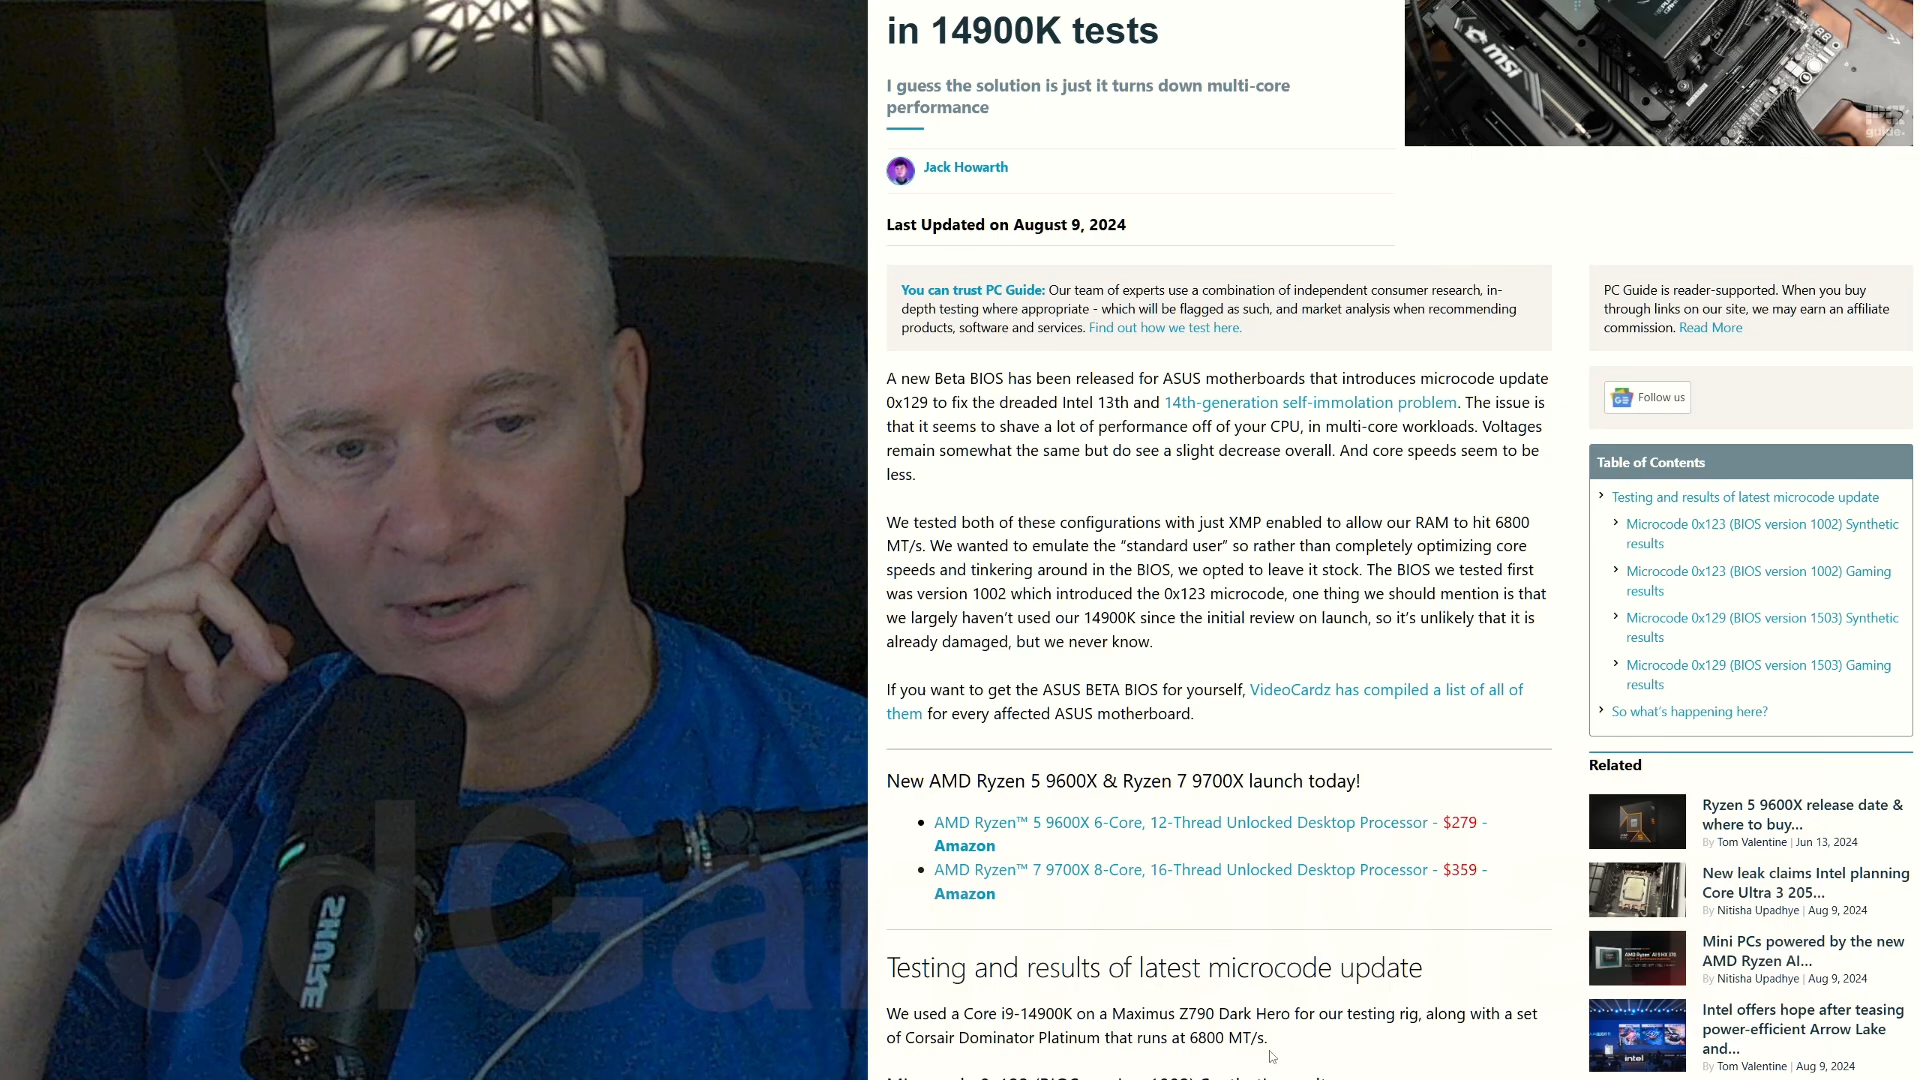 in 14900K tests
I guess the solution is just it turns down multi-core
performance
Jack Howarth
Last Updated on August 9, 2024
You can trust PC Guide: Our team of experts use a combination of independent consumer research, in-
depth testing where appropriate - which will be flagged as such, and market analysis when recommending
products, software and services. Find out how we test here.
A new Beta BIOS has been released for ASUS motherboards that introduces microcode update
0x129 to fix the dreaded Intel 13th and 14th-generation self-immolation problem. The issue is
that it seems to shave a lot of performance off of your CPU, in multi-core workloads. Voltages
remain somewhat the same but do see a slight decrease overall. And core speeds seem to be
less.
We tested both of these configurations with just XMP enabled to allow our RAM to hit 6800
MT/s. We wanted to emulate the “standard user” so rather than completely optimizing core
speeds and tinkering around in the BIOS, we opted to leave it stock. The BIOS we tested first
was version 1002 which introduced the 0x123 microcode, one thing we should mention is that
we largely haven’t used our 14900K since the initial review on launch, so it’s unlikely that it is
already damaged, but we never know.
If you want to get the ASUS BETA BIOS for yourself, VideoCardz has compiled a list of all of
them for every affected ASUS motherboard.
New AMD Ryzen 5 9600X & Ryzen 7 9700X launch today!
AMD Ryzen™ 5 9600X 6-Core, 12-Thread Unlocked Desktop Processor - $279 -
Amazon
AMD Ryzen™ 7 9700X 8-Core, 16-Thread Unlocked Desktop Processor - $359 -
Amazon
Testing and results of latest microcode update
We used a Core i9-14900K on a Maximus Z790 Dark Hero for our testing rig, along with a set
of Corsair Dominator Platinum that runs at 6800 MT/s.
msi
guide.
PC Guide is reader-supported. When you buy
through links on our site, we may earn an affiliate
commission. Read More
GE Follow us
Table of Contents
Testing and results of latest microcode update
Microcode 0x123 (BIOS version 1002) Synthetic
results
Microcode 0x123 (BIOS version 1002) Gaming
results
Microcode 0x129 (BIOS version 1503) Synthetic
results
Microcode 0x129 (BIOS version 1503) Gaming
results
So what’s happening here?
Related
Ryzen 5 9600X release date &
where to buy...
By Tom Valentine | Jun 13, 2024
New leak claims Intel planning
Core Ultra 3 205...
By Nitisha Upadhye | Aug 9, 2024
Mini PCs powered by the new
AMD Ryzen AI...
By Nitisha Upadhye | Aug 9, 2024
Intel offers hope after teasing
power-efficient Arrow Lake
and...
By Tom Valentine | Aug 9, 2024
intel
3dGa
SHURE